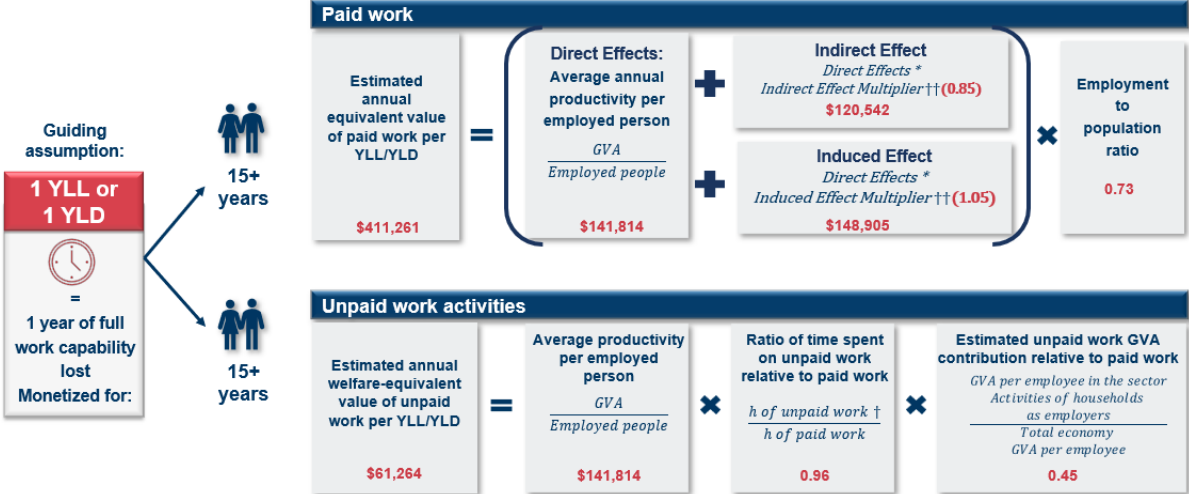 Guiding
assumption:
1 YLL or
1 YLD
=
1 year of full
work capability
lost
Monetized for:
15+
years
15+
years
Paid work
Estimated
annual
equivalent value
of paid work per
YLL/YLD
$411,261
=
Direct Effects:
Average annual
productivity per
employed person
GVA
Employed people
$141,814
+
Indirect Effect
Direct Effects *
Indirect Effect Multiplier††(0.85)
$120,542
+
Induced Effect
Direct Effects *
Induced Effect Multiplier††(1.05)
$148,905
×
Employment
to
population
ratio
0.73
Unpaid work activities
Estimated annual
welfare-equivalent
value of unpaid
work per YLL/YLD
$61,264
=
Average productivity
per employed
person
GVA
Employed people
$141,814
×
Ratio of time spent
on unpaid work
relative to paid work
h of unpaid work †
h of paid work
0.96
×
Estimated unpaid work GVA
contribution relative to paid work
GVA per employee in the sector
Activities of households
as employers
Total economy
GVA per employee
0.45